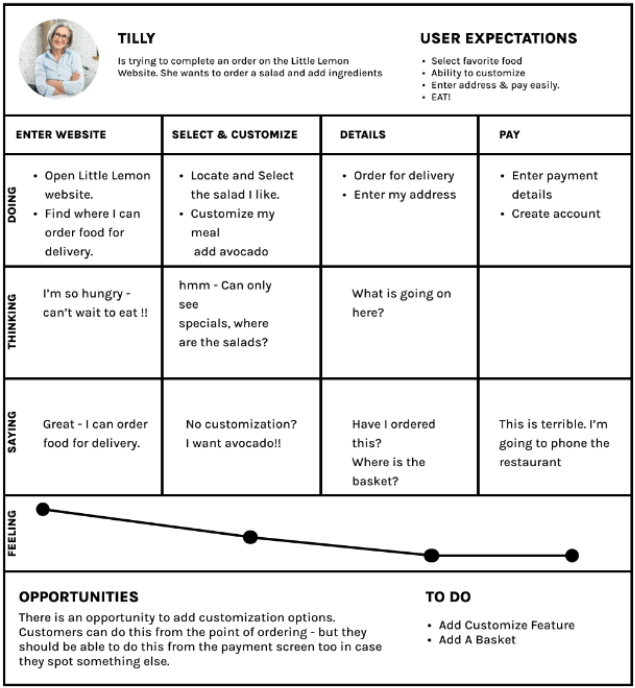 TILLY
Is trying to complete an order on the Little Lemon
Website. She wants to order a salad and add ingredients
USER EXPECTATIONS
• Select favorite food
• Ability to customize
• Enter address & pay easily.
• EAT!
ENTER WEBSITE
SELECT & CUSTOMIZE
DETAILS
PAY
DOING
• Open Little Lemon
website.
• Find where I can
order food for
delivery.
• Locate and Select
the salad I like.
• Customize my
meal
add avocado
• Order for delivery
• Enter my address
• Enter payment
details
• Create account
THINKING
I'm so hungry -
can't wait to eat !!
hmm - Can only
see
specials, where
are the salads?
What is going on
here?
SAYING
Great - I can order
food for delivery.
No customization?
I want avocado!!
Have I ordered
this?
Where is the
basket?
This is terrible. I'm
going to phone the
restaurant
FEELING
OPPORTUNITIES
There is an opportunity to add customization options.
Customers can do this from the point of ordering - but they
should be able to do this from the payment screen too in case
they spot something else.
TO DO
• Add Customize Feature
• Add A Basket